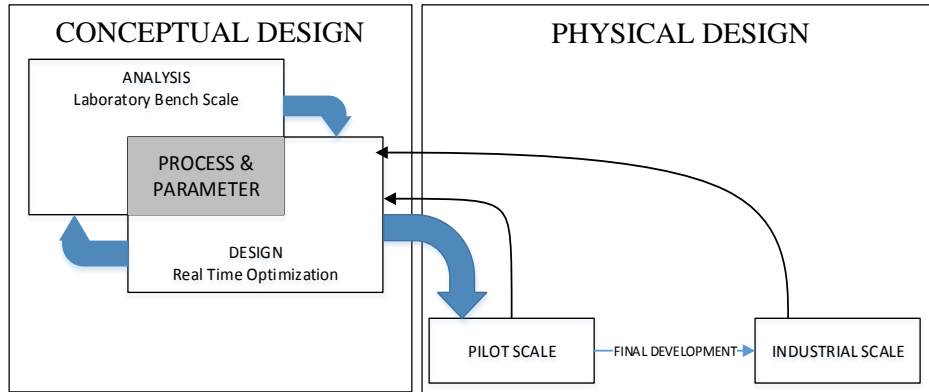 CONCEPTUAL DESIGN
ANALYSIS
Laboratory Bench Scale
PROCESS &
PARAMETER
DESIGN
Real Time Optimization
PHYSICAL DESIGN
PILOT SCALE
FINAL DEVELOPMENT
INDUSTRIAL SCALE